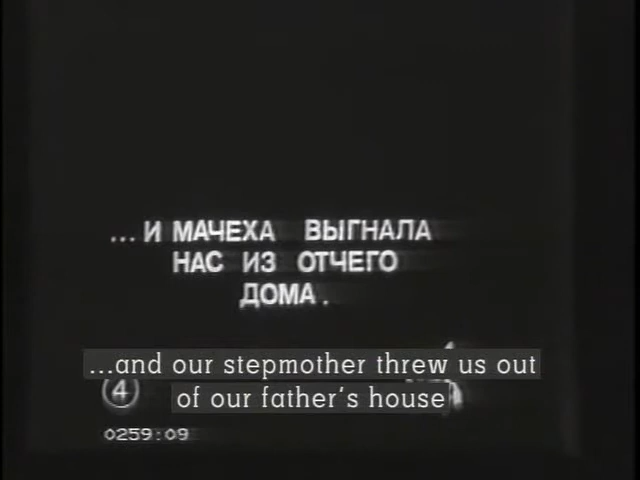 ...И МАЧЕХА ВЫГНАЛА
НАС ИЗ ОТЧЕГО
ДОМА.
...and our stepmother threw us out
of our father's house
4
0259:09